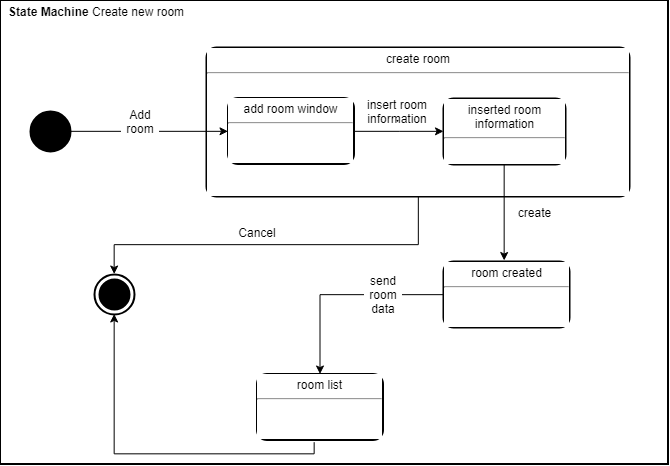 State Machine Create new room
create room
Add
room
add room window
insert room
information
inserted room
information
create
Cancel
room created
send
room
data
room list